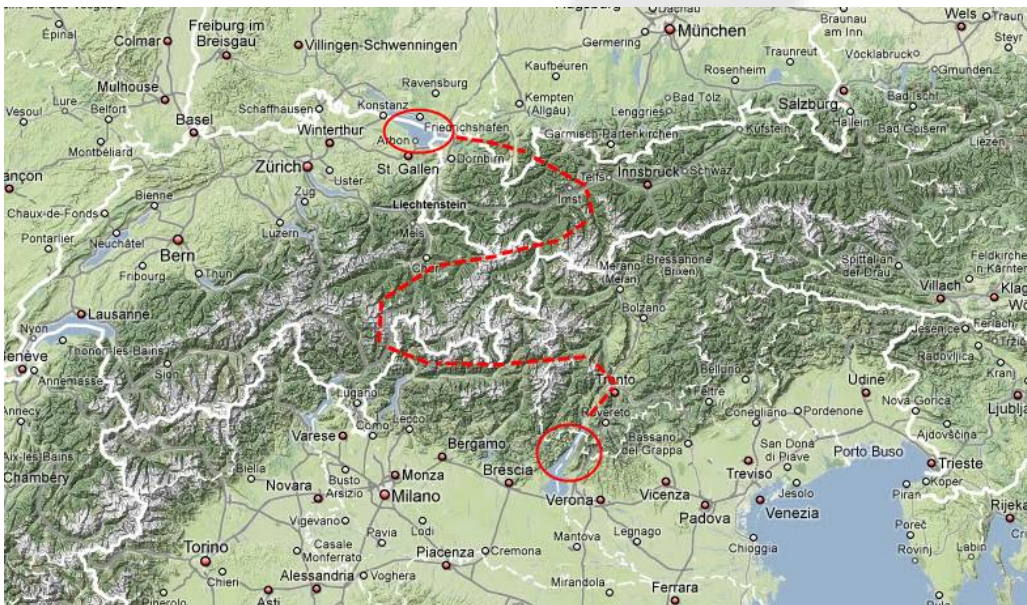 Épinal
Colmar
Freiburg im
Breisgau
Villingen-Schwenningen
Germering
Dachau
München
Braunau
am Inn
Wels
Traun
Steyr
Kaufbeuren
Traunreut
Vöcklabruck
Gmunden
Rosenheim
Mulhouse
Ravensburg
Kempten
(Allgäu)
Bad Tölz
Lenggries
Salzburg
Bad Ischl
Hallein
Bad Goisern
Vesoul
Lure
Belfort
Schaffhausen
Konstanz
Friedrichshafen
Basel
Winterthur
Arbon
Garmisch-Partenkirchen
Kufstein
Liezen
Montbéliard
Dornbirn
Zürich
St. Gallen
Uster
Telfs
Innsbruck
Schwaz
Imst
Bienne
Zug
Liechtenstein
Chaux-de-Fonds
Luzern
Mels
Neuchâtel
Pontarlier
Bern
Fribourg
Thun
Merano
(Meran)
Bressanone
(Brixen)
Spittal an
der Drau
Feldkirchen
in Kärnten
Villach
Klag
Bolzano
Lausanne
Nyon
Thonon-les-Bains
Sion
Jesenice
Ferlach
Tržič
Radovljica
Kranj
Genève
Annemasse
Belluno
Udine
Ljublj
Annecy
Lugano
Trento
Feltre
Conegliano
Pordenone
Nova Gorica
Rovereto
Ajdovščina
Varese
Como
Lecco
Bergamo
Bassano
del Grappa
San Donà
di Piave
Porto Buso
Trieste
Koper
Aix-les-Bains
Chambéry
Biella
Busto
Arsizio
Monza
Brescia
Treviso
Jesolo
Piran
Novara
Milano
Verona
Vicenza
Venezia
Padova
Rijeka
Vigevano
Pavia
Lodi
Legnago
Poreč
Chioggia
Rovinj
Labin
Torino
Casale
Monferrato
Piacenza
Cremona
Mantova
Chieri
Alessandria
Voghera
Mirandola
Ferrara
Pinerolo
Asti